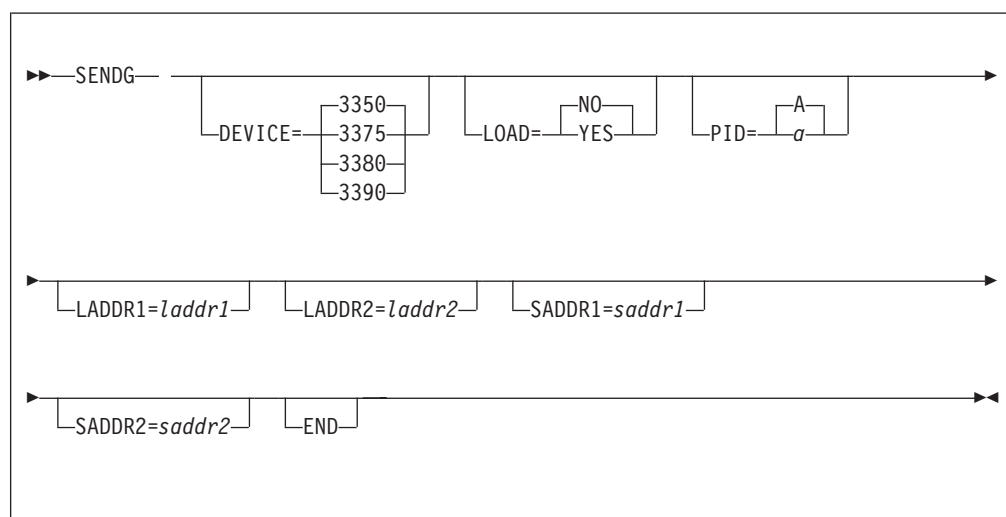 SENDG
3350 NO A
DEVICE= 3375 LOAD= YES PID= a
3380
3390
LADDR1=laddr1 LADDR2=laddr2 SADDR1=saddr1
SADDR2=saddr2 END